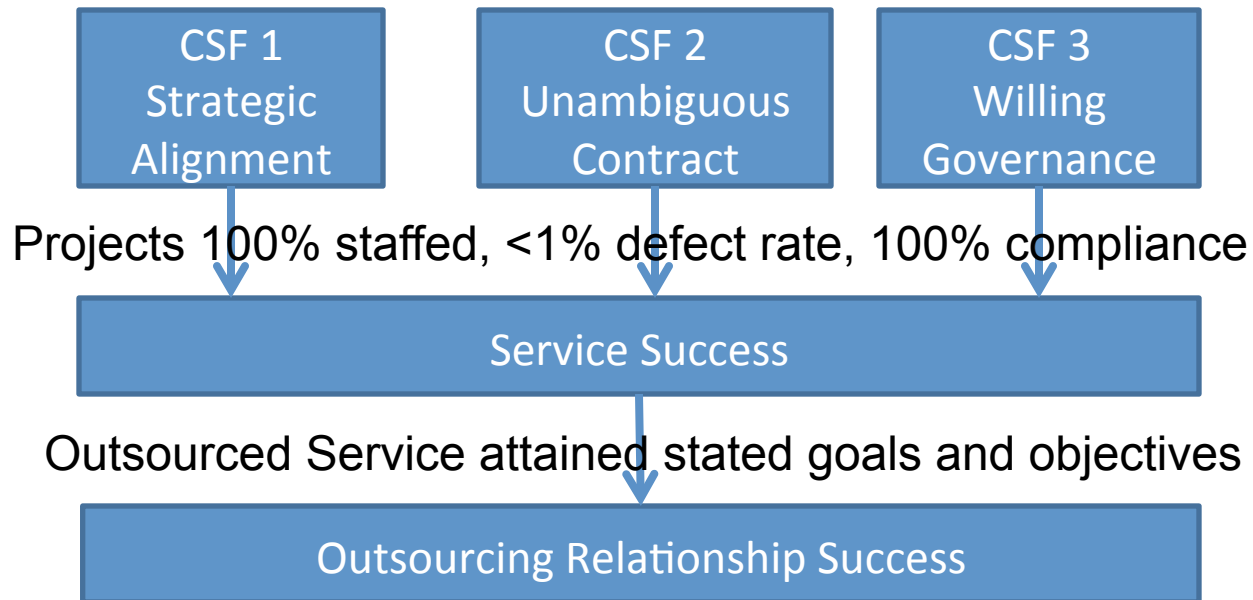 CSF 1
Strategic
Alignment
CSF 2
Unambiguous
Contract
CSF 3
Willing
Governance
Projects 100% staffed, <1% defect rate, 100% compliance
Service Success
Outsourced Service attained stated goals and objectives
Outsourcing Relationship Success